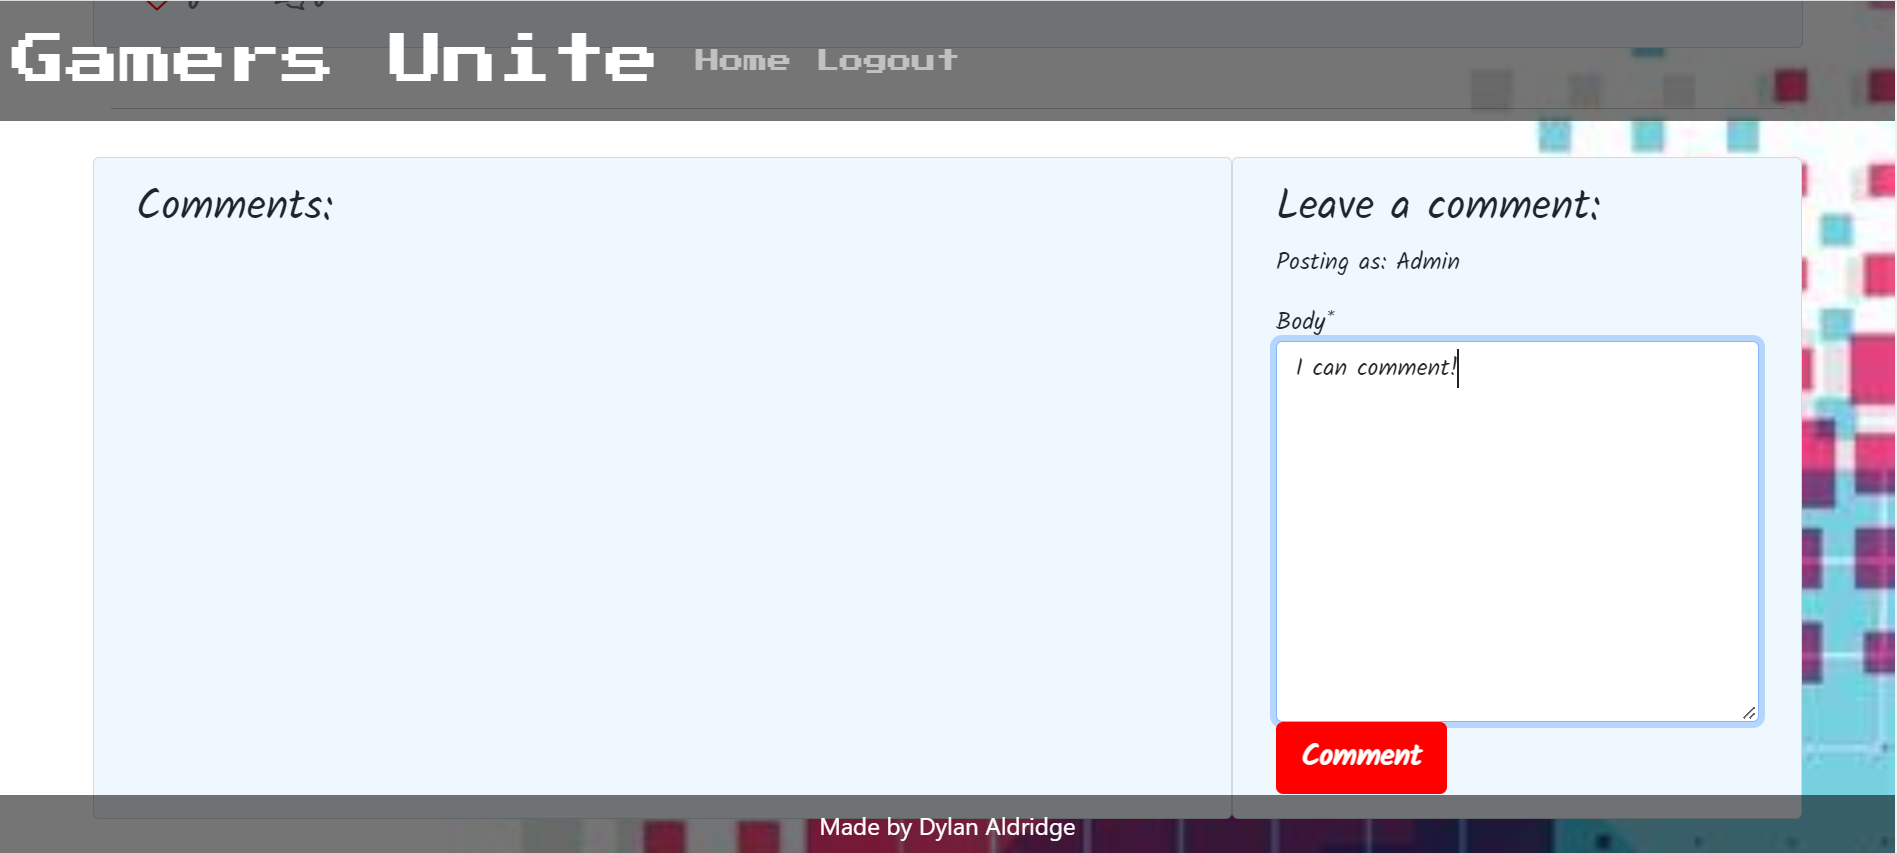 Gamers Unite Home Logout
Comments:
Leave a comment:
Posting as: Admin
Body*
I can comment!
Comment
Made by Dylan Aldridge